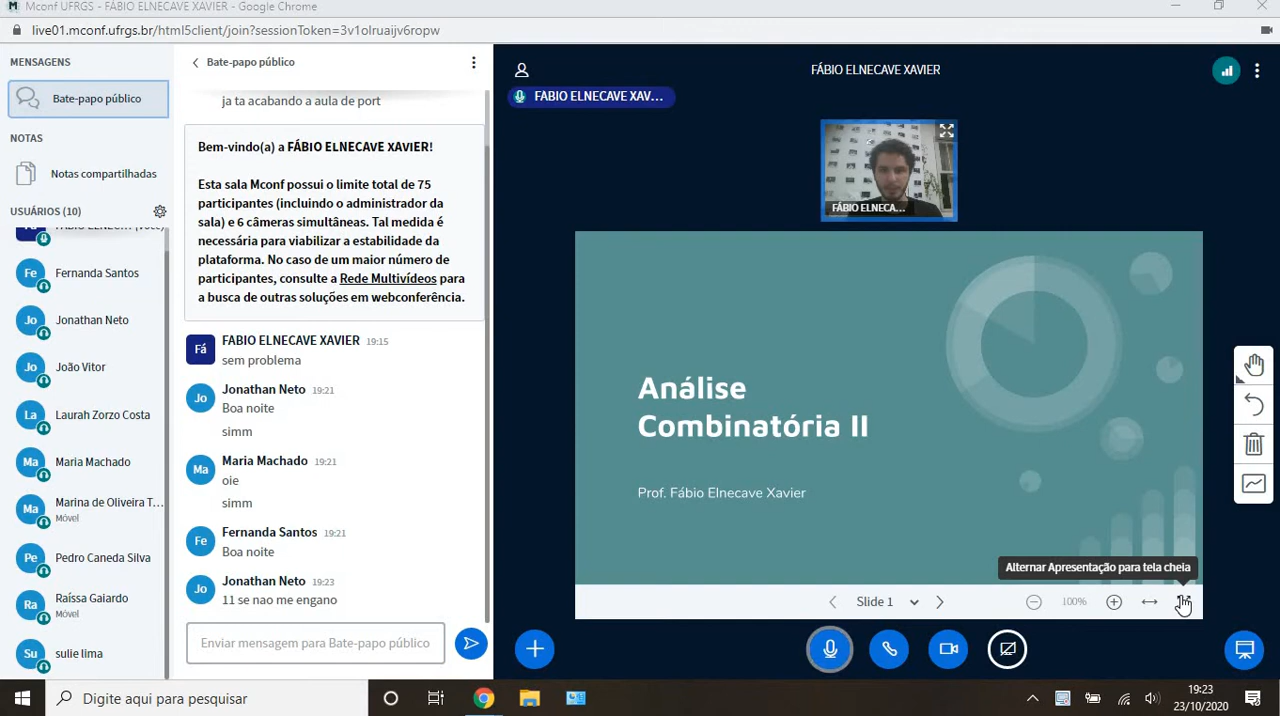 Mconf UFRGS - FÁBIO ELNECAVE XAVIER - Google Chrome
live01.mconf.ufrgs.br/html5client/join?sessionToken=3v1olruaijv6ropw
MENSAGENS
Bate-papo público
NOTAS
Notas compartilhadas
USUÁRIOS (10)
Fernanda Santos
Fe
Jonathan Neto
Jo
João Vitor
Jo
Laurah Zorzo Costa
La
Maria Machado
Ma
Marina de Oliveira T...
Móvel
Ma
Pedro Caneda Silva
Pe
Raíssa Gaiardo
Móvel
Ra
sulie lima
Su
Bate-papo público
ja ta acabando a aula de port
Bem-vindo(a) a FÁBIO ELNECAVE XAVIER!
Esta sala Mconf possui o limite total de 75
participantes (incluindo o administrador da
sala) e 6 câmeras simultâneas. Tal medida é
necessária para viabilizar a estabilidade da
plataforma. No caso de um maior número de
participantes, consulte a Rede Multivídeos para
a busca de outras soluções em webconferência.
Fá
FABIO ELNECAVE XAVIER 19:15
sem problema
Jo
Jonathan Neto 19:21
Boa noite
simm
Ma
Maria Machado 19:21
oie
simm
Fe
Fernanda Santos 19:21
Boa noite
Jo
Jonathan Neto 19:23
11 se nao me engano
Enviar mensagem para Bate-papo público
FÁBIO ELNECAVE XAVIER
FÁBIO ELNECAVE XAV...
FÁBIO ELNECA...
Análise
Combinatória II
Prof. Fábio Elnecave Xavier
Alternar Apresentação para tela cheia
Slide 1
100%
Digite aqui para pesquisar
19:23
23/10/2020